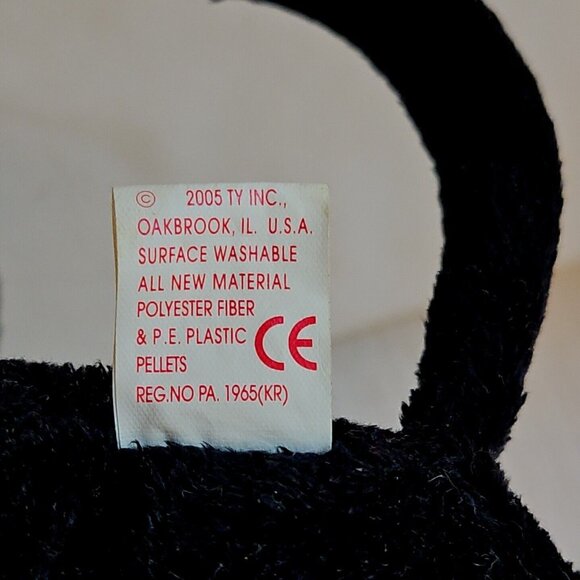 © 2005 TY INC.,
OAKBROOK, IL. U.S.A.
SURFACE WASHABLE
ALL NEW MATERIAL
POLYESTER FIBER
& P.E. PLASTIC
PELLETS
CE
REG.NO PA. 1965(KR)